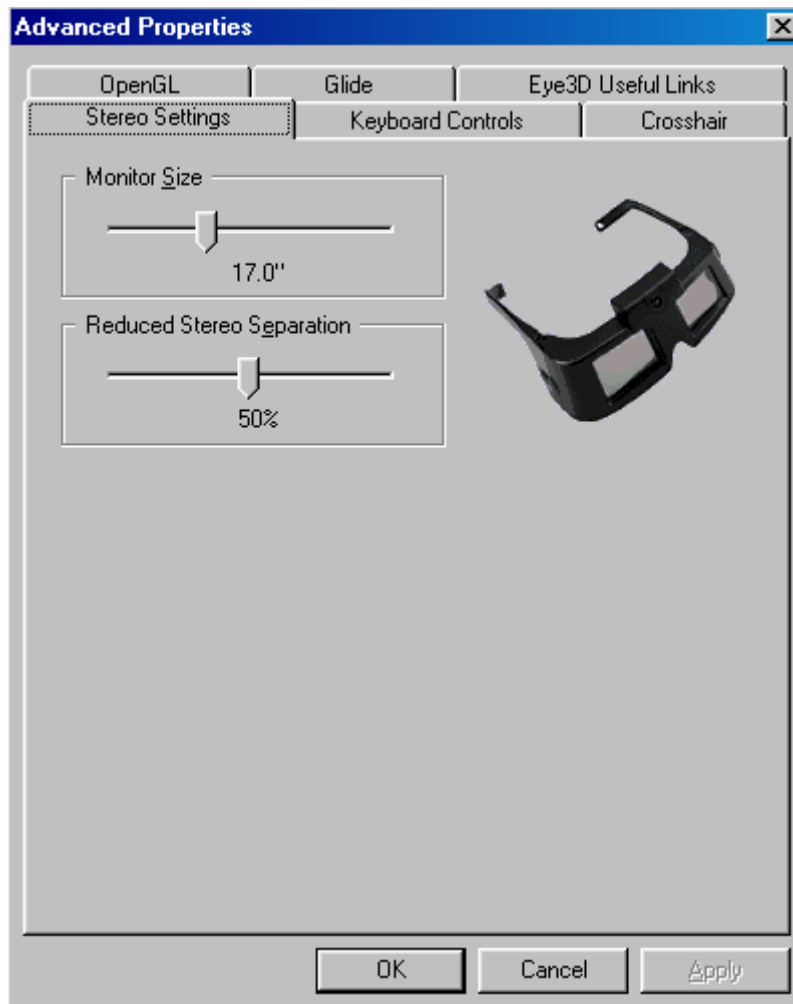 Advanced Properties
OpenGL Glide Eye3D Useful Links
Stereo Settings Keyboard Controls Crosshair
Monitor Size
17.0"
Reduced Stereo Separation
50%
OK Cancel Apply